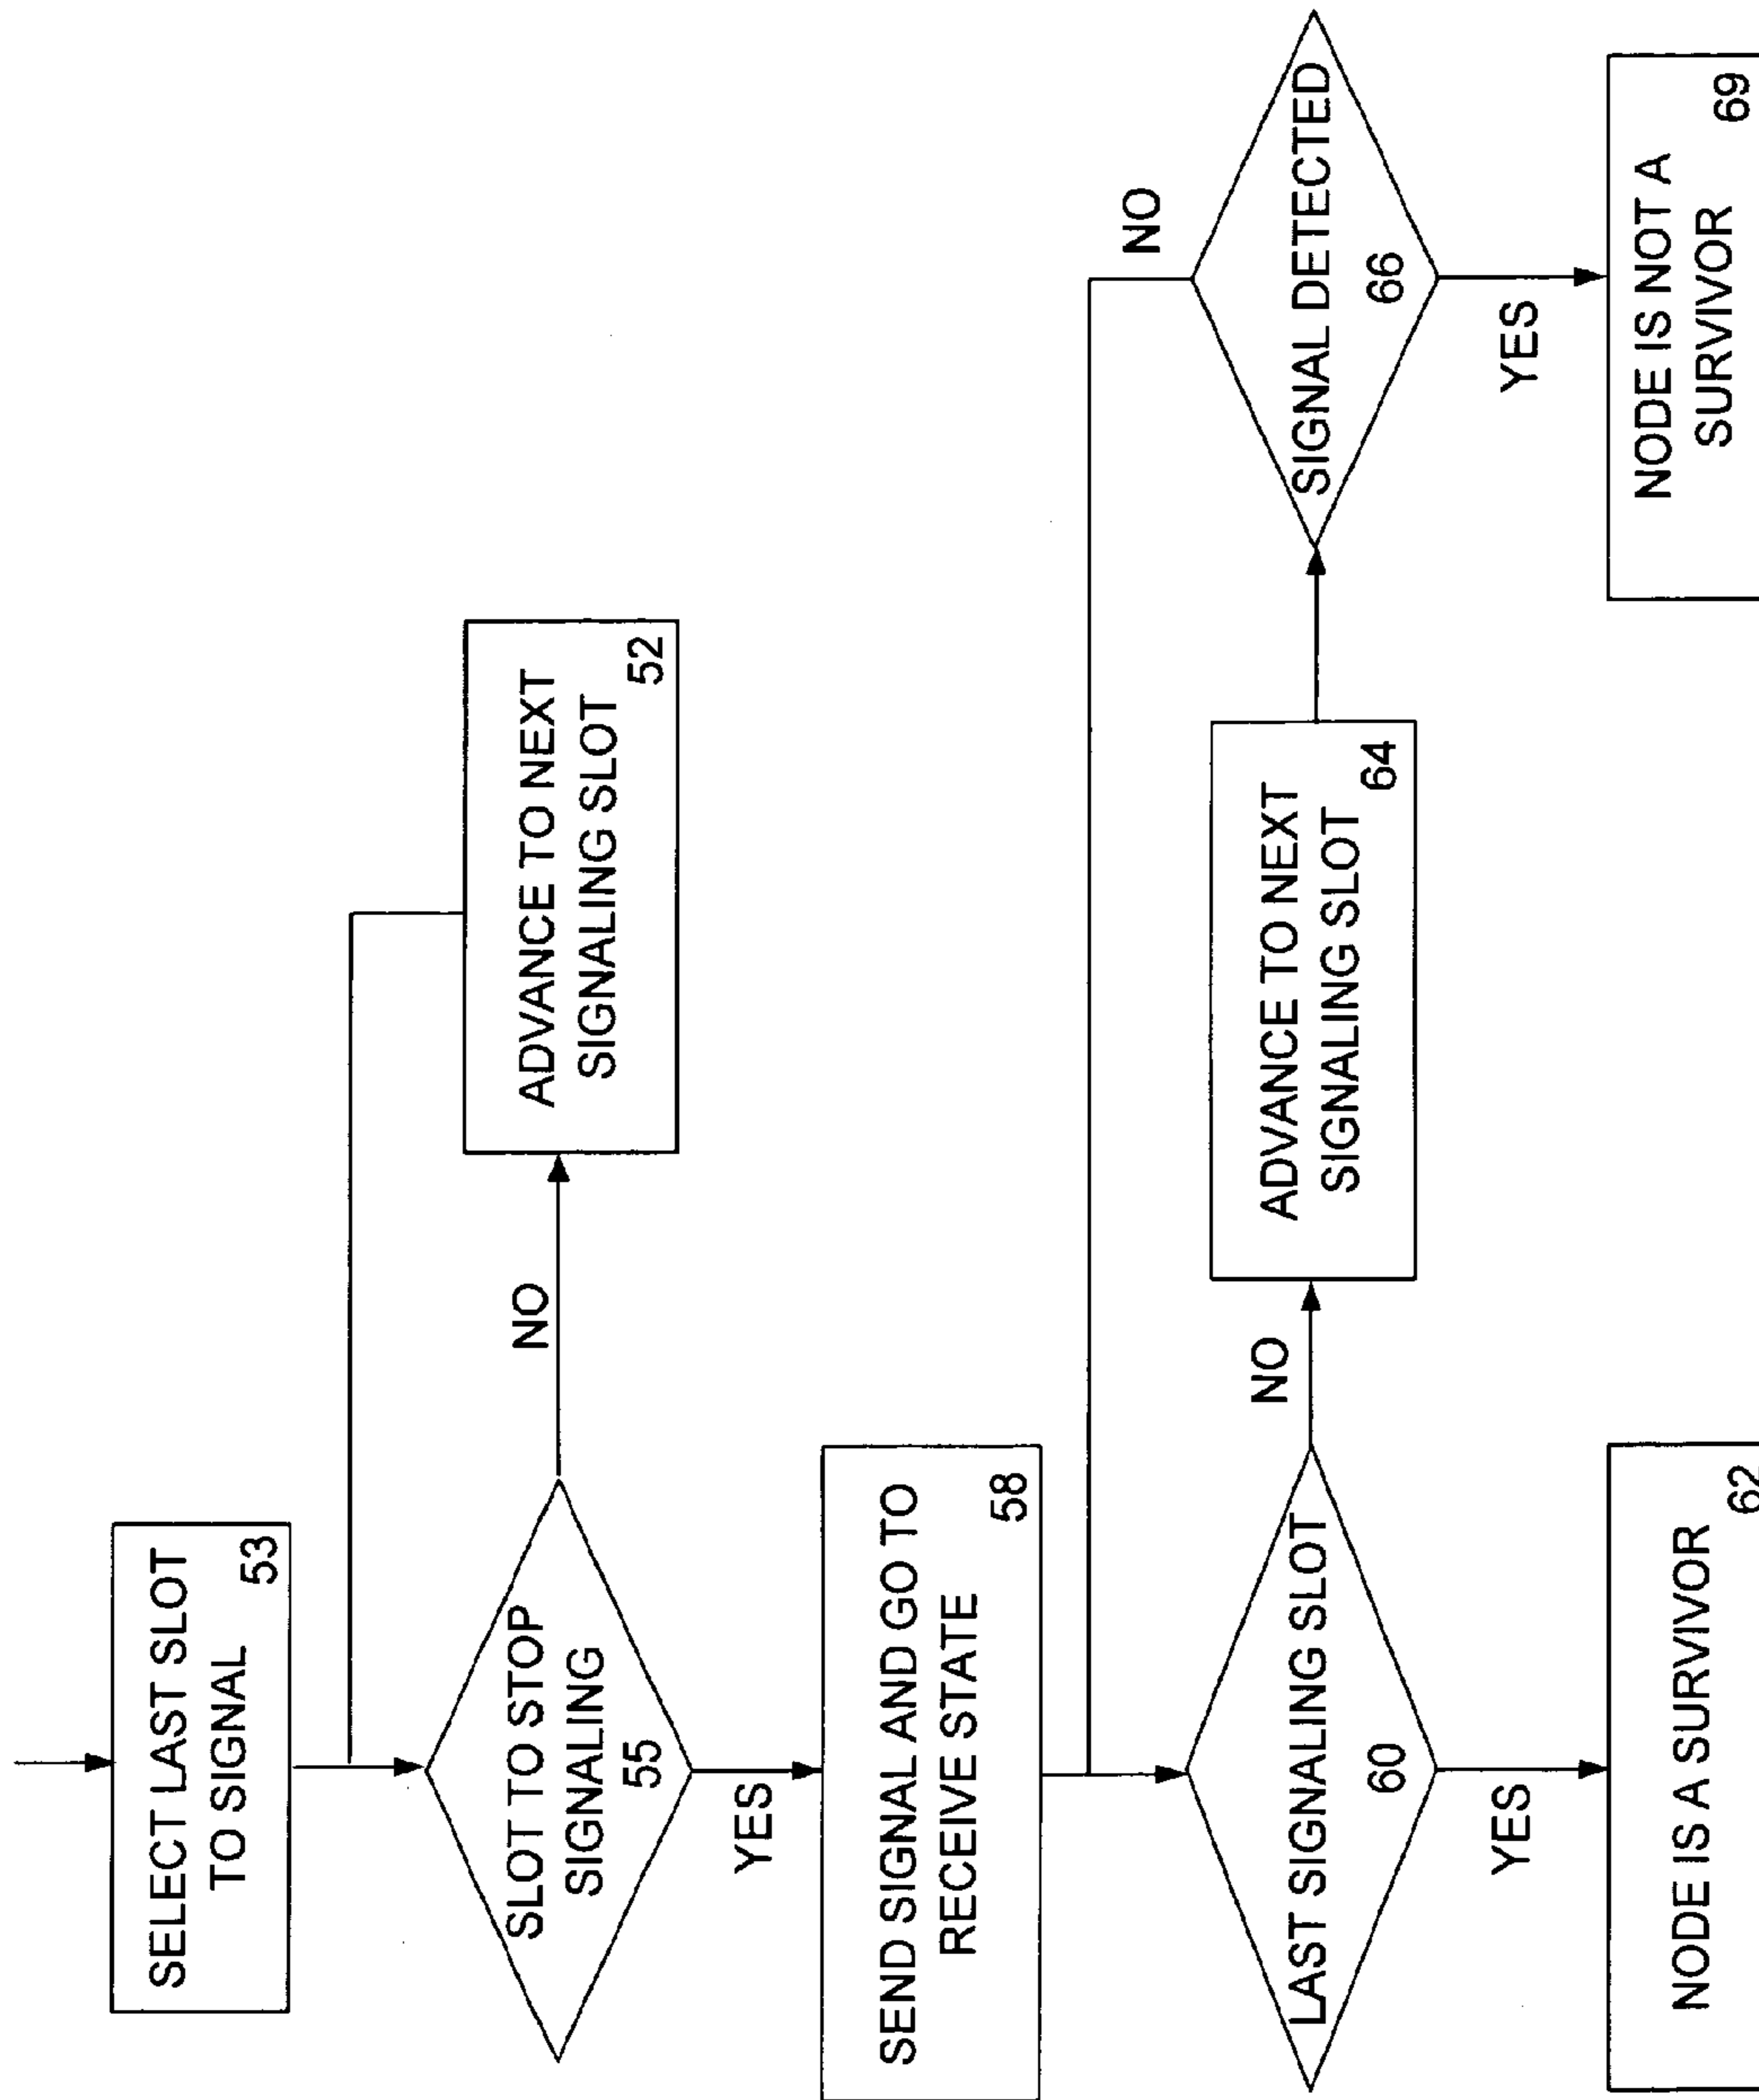 SELECT LAST SLOT
TO SIGNAL
53
SLOT TO STOP
SIGNALING
55
NO
ADVANCE TO NEXT
SIGNALING SLOT
52
YES
SEND SIGNAL AND GO TO
RECEIVE STATE
58
LAST SIGNALING SLOT
60
NO
ADVANCE TO NEXT
SIGNALING SLOT
64
SIGNAL DETECTED
66
NO
YES
NODE IS A SURVIVOR
62
YES
NODE IS NOT A
SURVIVOR
69